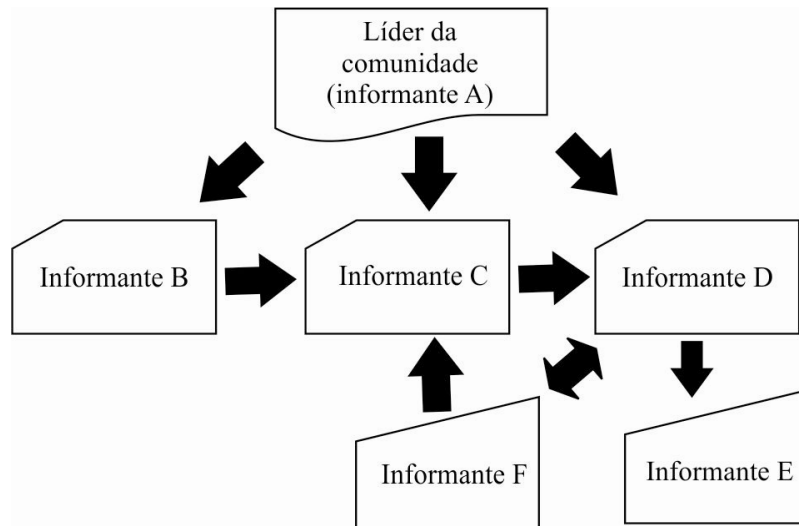 Líder da
comunidade
(informante A)
Informante B
Informante C
Informante D
Informante F
Informante E